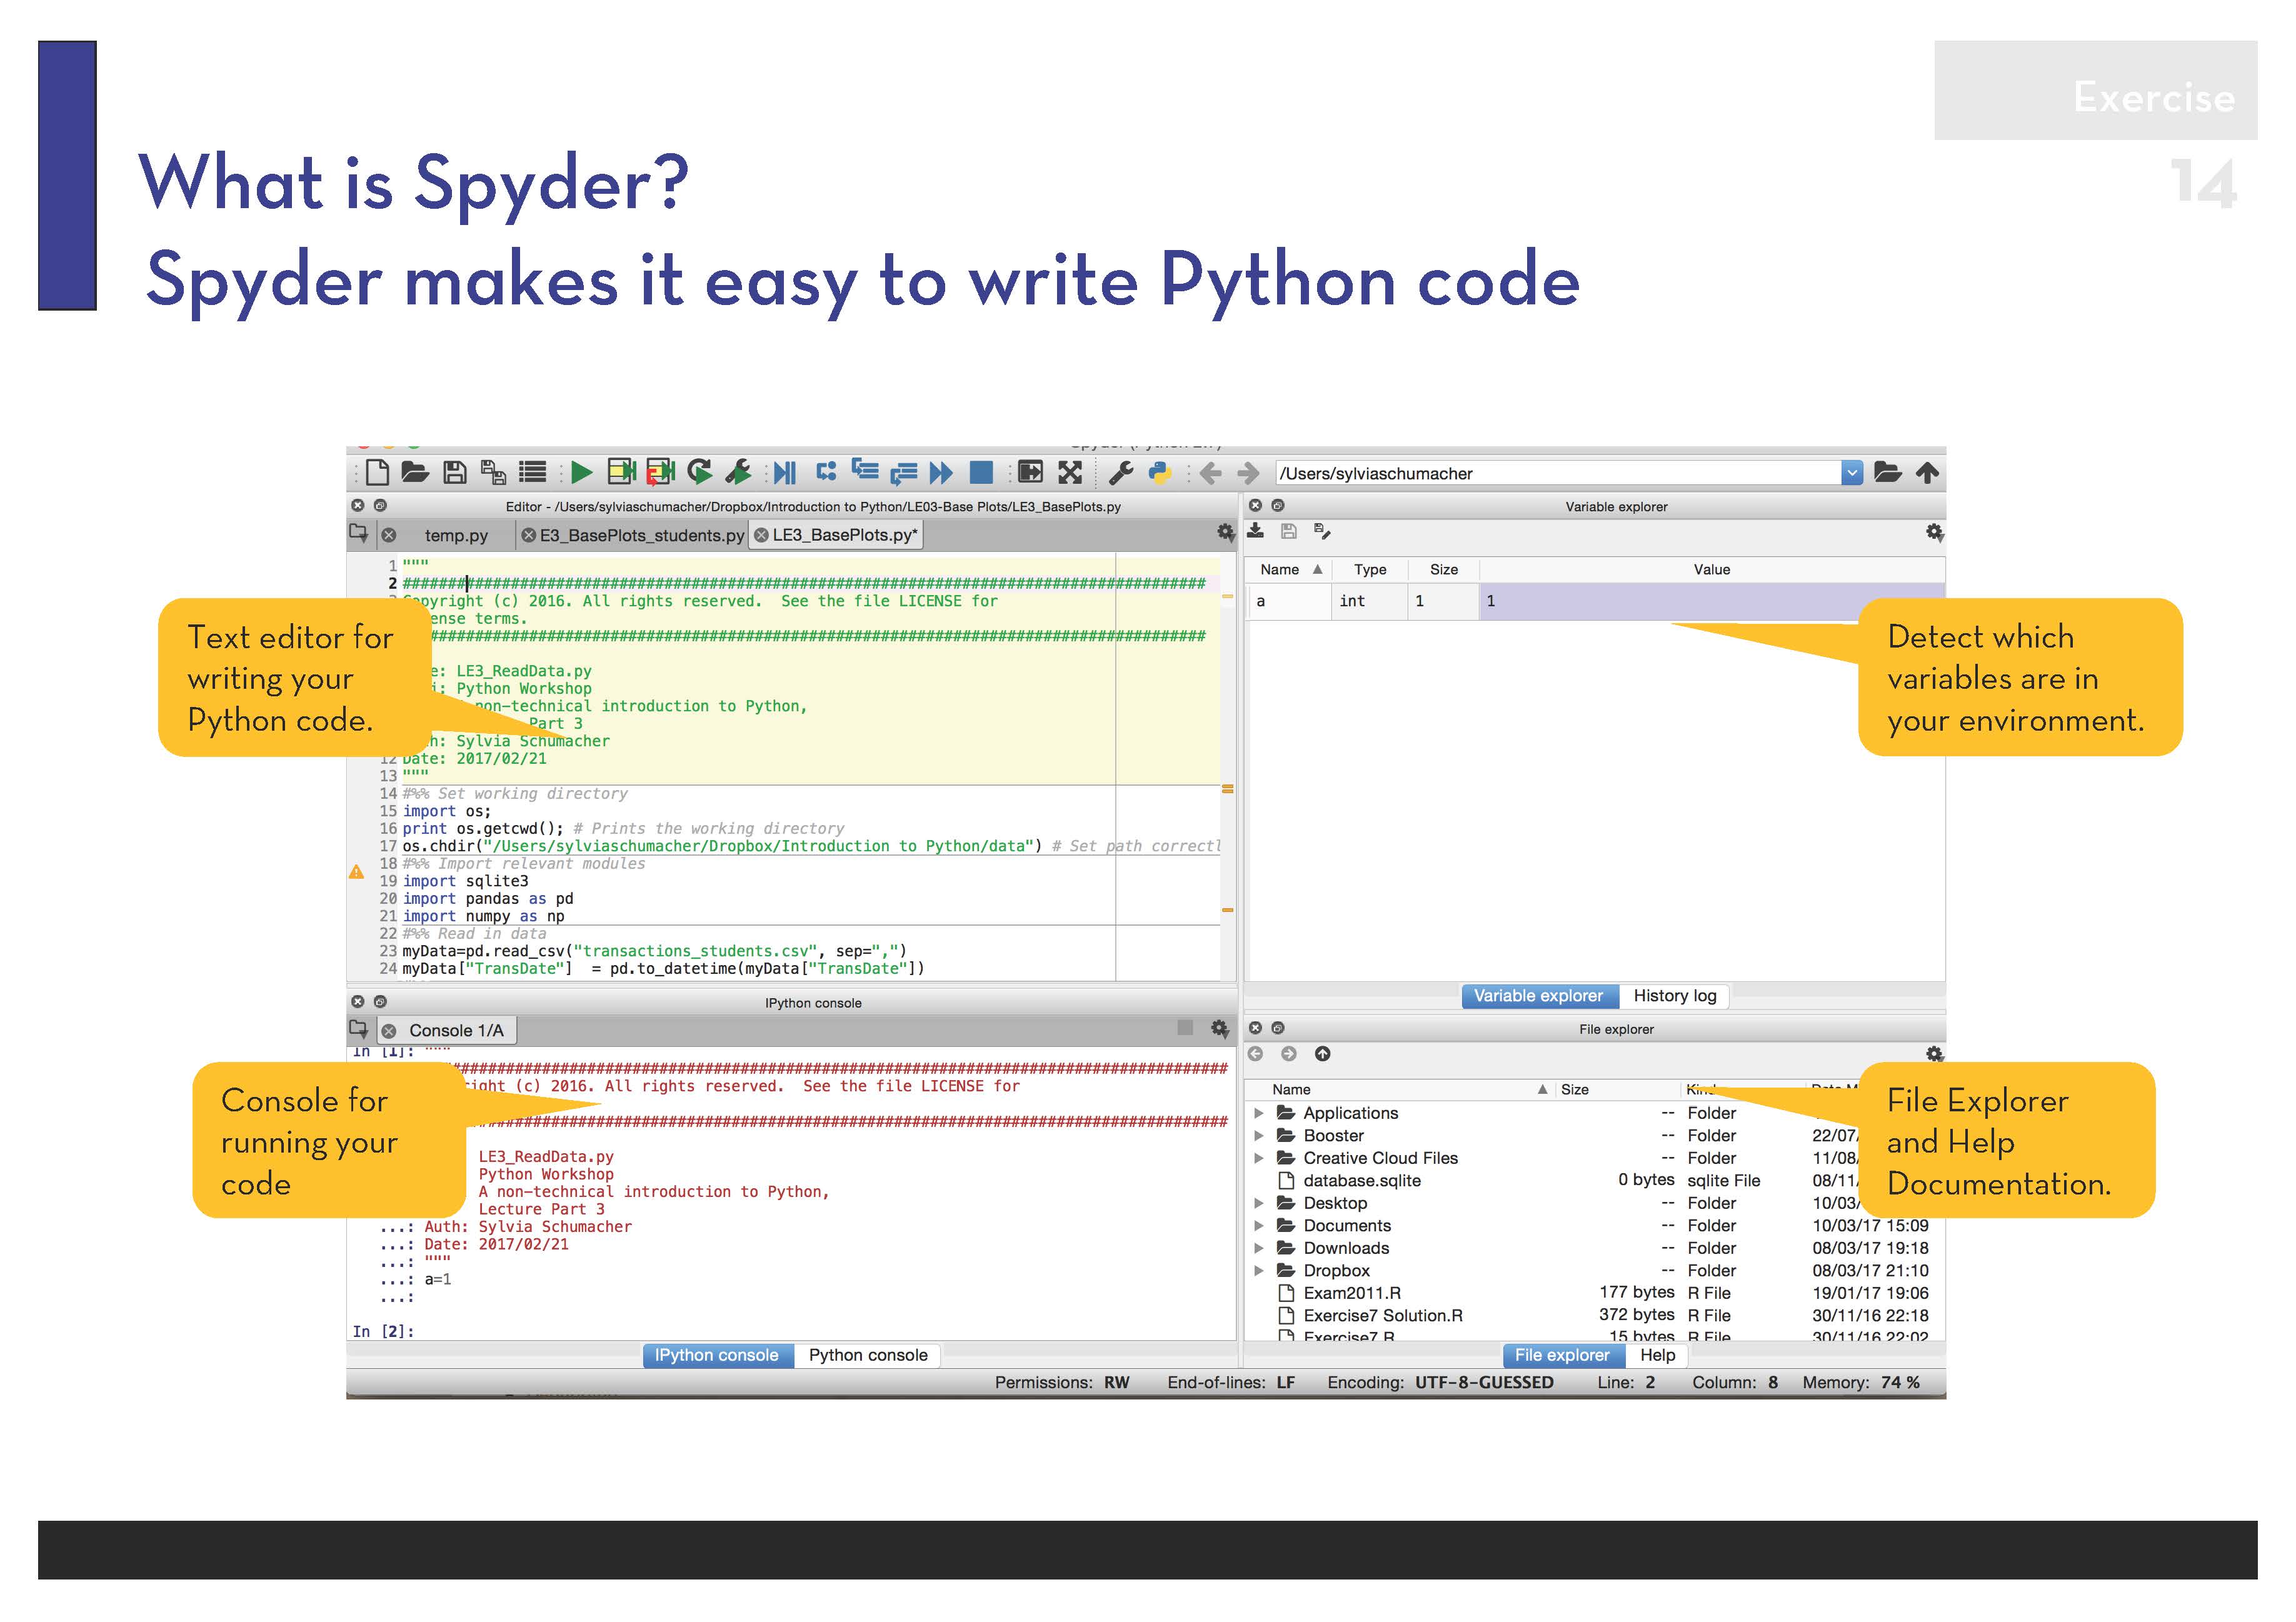 Exercise
14
What is Spyder?
Spyder makes it easy to write Python code
/Users/sylviaschumacher
Editor - /Users/sylviaschumacher/Dropbox/Introduction to Python/LE03-Base Plots/LE3_BasePlots.py
temp.py
E3_BasePlots_students.py
LE3_BasePlots.py*
1 """
2 #########################################################################################
Copyright (c) 2016. All rights reserved.  See the file LICENSE for
ense terms.
#########################################################################################
e: LE3_ReadData.py
i: Python Workshop
non-technical introduction to Python,
Part 3
h: Sylvia Schumacher
12 Date: 2017/02/21
13 """
14 #%% Set working directory
15 import os;
16 print os.getcwd(); # Prints the working directory
17 os.chdir("/Users/sylviaschumacher/Dropbox/Introduction to Python/data") # Set path correctl
18 #%% Import relevant modules
19 import sqlite3
20 import pandas as pd
21 import numpy as np
22 #%% Read in data
23 myData=pd.read_csv("transactions_students.csv", sep=",")
24 myData["TransDate"]  = pd.to_datetime(myData["TransDate"])
Text editor for
writing your
Python code.
Variable explorer
Name Type Size Value
a int 1 1
Detect which
variables are in
your environment.
Variable explorer History log
IPython console
Console 1/A
In [1]: """
#########################################################################################
ight (c) 2016. All rights reserved.  See the file LICENSE for
#########################################################################################
LE3_ReadData.py
Python Workshop
A non-technical introduction to Python,
Lecture Part 3
...: Auth: Sylvia Schumacher
...: Date: 2017/02/21
...: """
...: a=1
...:
In [2]:
Console for
running your
code
IPython console Python console
File explorer
Name Size Kind
Applications -- Folder
Booster -- Folder 22/07/
Creative Cloud Files -- Folder 11/08/
database.sqlite 0 bytes sqlite File 08/11/
Desktop -- Folder 10/03/
Documents -- Folder 10/03/17 15:09
Downloads -- Folder 08/03/17 19:18
Dropbox -- Folder 08/03/17 21:10
Exam2011.R 177 bytes R File 19/01/17 19:06
Exercise7 Solution.R 372 bytes R File 30/11/16 22:18
Exercise7.R 15 bytes R File 30/11/16 22:02
File Explorer
and Help
Documentation.
File explorer Help
Permissions: RW End-of-lines: LF Encoding: UTF-8-GUESSED Line: 2 Column: 8 Memory: 74 %